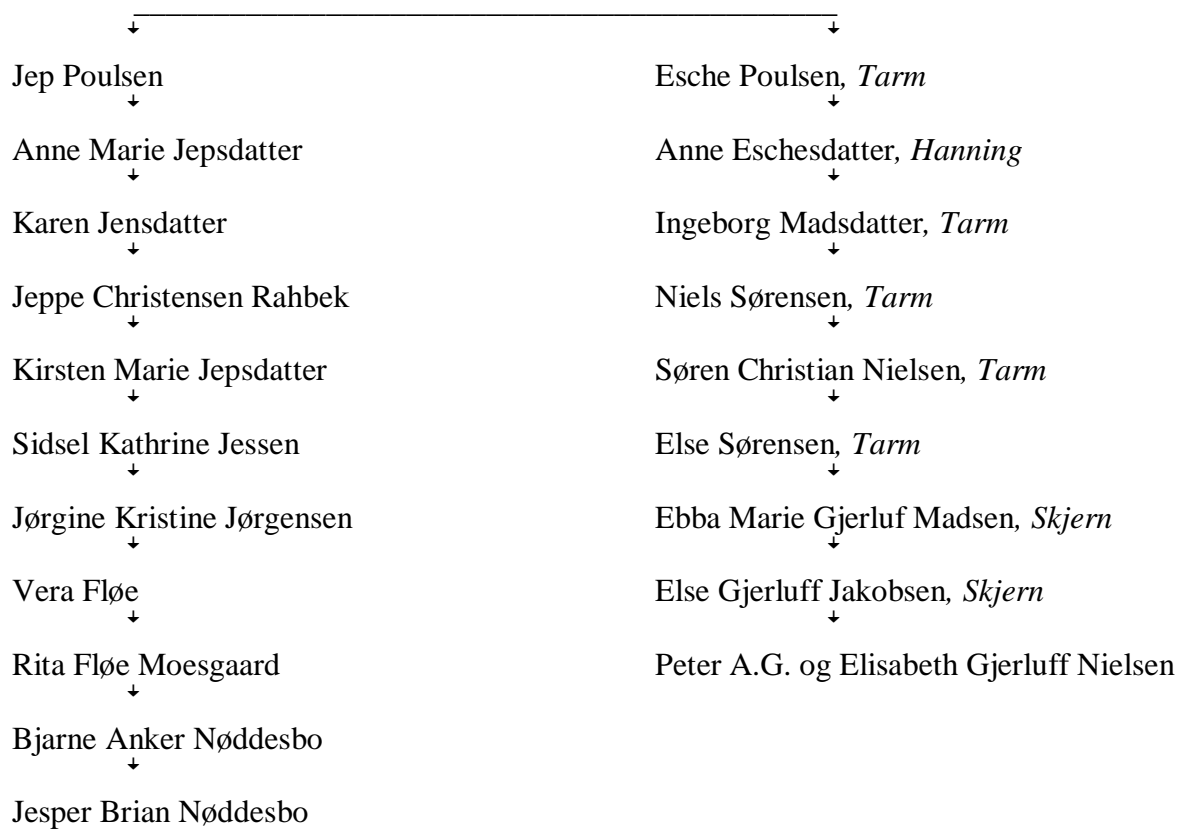 Jep Poulsen
Esche Poulsen, Tarm
Anne Marie Jepsdatter
Anne Eschesdatter, Hanning
Karen Jensdatter
Ingeborg Madsdatter, Tarm
Jeppe Christensen Rahbek
Niels Sørensen, Tarm
Kirsten Marie Jepsdatter
Søren Christian Nielsen, Tarm
Sidsel Kathrine Jessen
Else Sørensen, Tarm
Jørgine Kristine Jørgensen
Ebba Marie Gjerluf Madsen, Skjern
Vera Fløe
Else Gjerluff Jakobsen, Skjern
Rita Fløe Moesgaard
Peter A.G. og Elisabeth Gjerluff Nielsen
Bjarne Anker Nøddesbo
Jesper Brian Nøddesbo